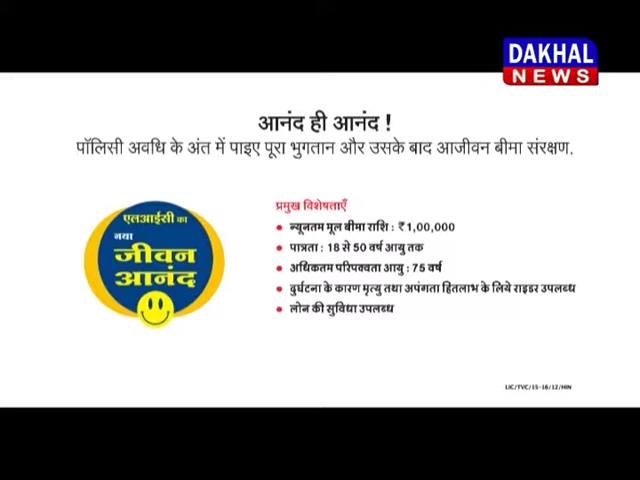 DAKHAL
NEWS
आनंद ही आनंद !
पॉलिसी अवधि के अंत में पाइए पूरा भुगतान और उसके बाद आजीवन बीमा संरक्षण.
एलआईसी का
नया
जीवन
आनंद
प्रमुख विशेषताएँ
न्यूनतम मूल बीमा राशि : ₹1,00,000
पात्रता : 18 से 50 वर्ष आयु तक
अधिकतम परिपक्वता आयु : 75 वर्ष
दुर्घटना के कारण मृत्यु तथा अपंगता हितलाभ के लिये राइडर उपलब्ध
लोन की सुविधा उपलब्ध
LIC/TVC/15-16/12/HIN